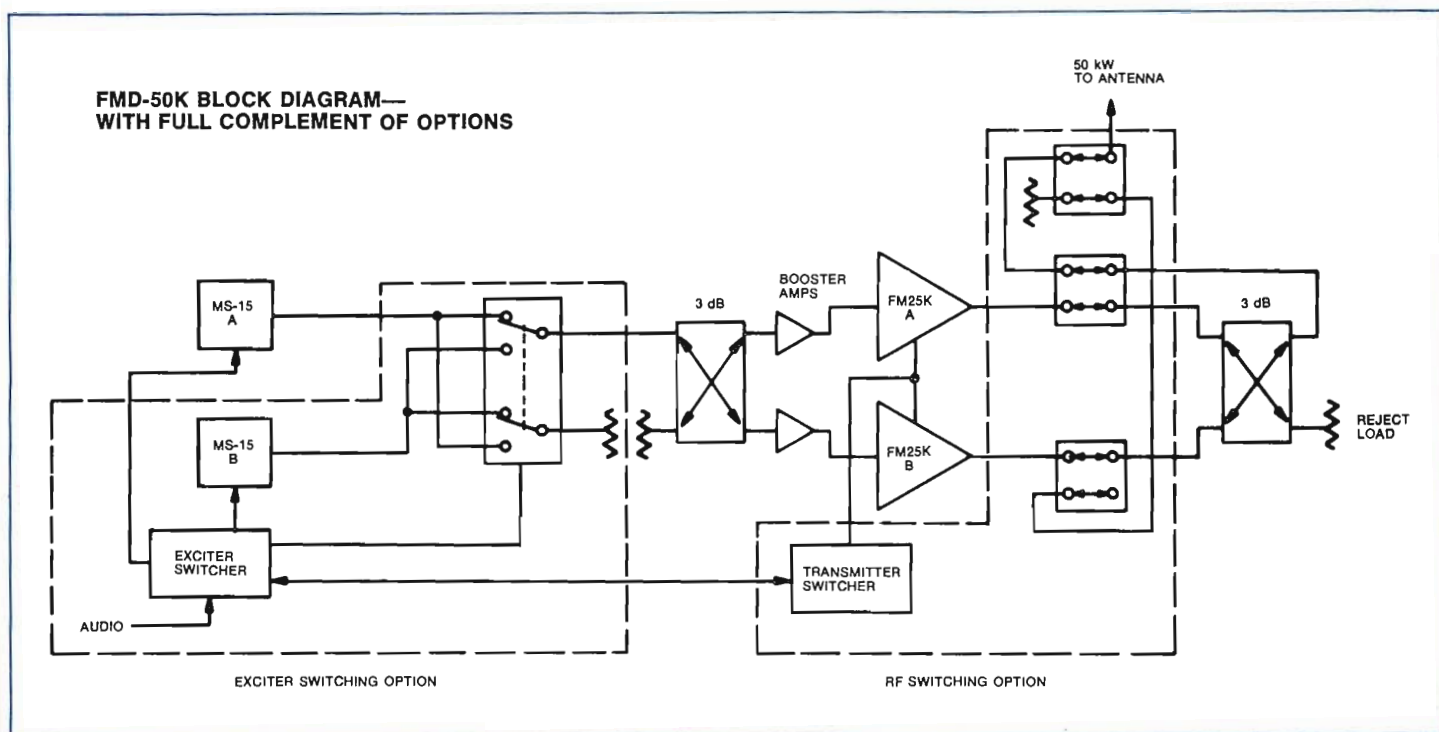 FMD-50K BLOCK DIAGRAM—
WITH FULL COMPLEMENT OF OPTIONS
50 kW
TO ANTENNA
MS-15
A
MS-15
B
EXCITER
SWITCHER
AUDIO
EXCITER SWITCHING OPTION
3 dB
BOOSTER
AMPS
FM25K
A
FM25K
B
TRANSMITTER
SWITCHER
RF SWITCHING OPTION
3 dB
REJECT
LOAD